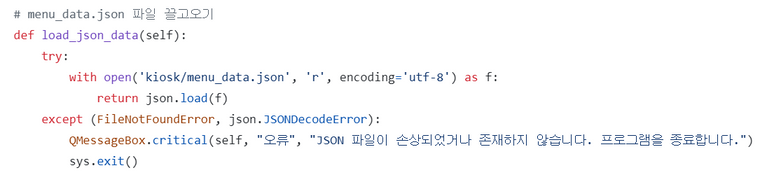 # menu_data.json 파일 끌고오기
def load_json_data(self):
    try:
        with open('kiosk/menu_data.json', 'r', encoding='utf-8') as f:
            return json.load(f)
    except (FileNotFoundError, json.JSONDecodeError):
        QMessageBox.critical(self, "오류", "JSON 파일이 손상되었거나 존재하지 않습니다. 프로그램을 종료합니다.")
        sys.exit()